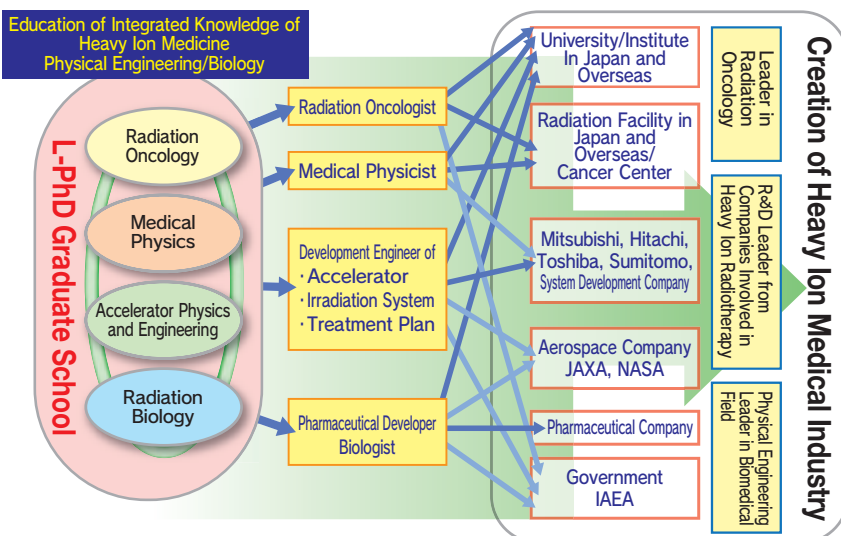 Education of Integrated Knowledge of
Heavy Ion Medicine
Physical Engineering/Biology
L-PhD Graduate School
Radiation
Oncology
Medical
Physics
Accelerator Physics
and Engineering
Radiation
Biology
Radiation Oncologist
Medical Physicist
Development Engineer of
・Accelerator
・Irradiation System
・Treatment Plan
Pharmaceutical Developer
Biologist
University/Institute
In Japan and
Overseas
Radiation Facility in
Japan and
Overseas/
Cancer Center
Mitsubishi, Hitachi,
Toshiba, Sumitomo,
System Development Company
Aerospace Company
JAXA, NASA
Pharmaceutical Company
Government
IAEA
Leader in
Radiation
Oncology
R&D Leader from
Companies Involved in
Heavy Ion Radiotherapy
Physical Engineering
Leader in Biomedical
Field
Creation of Heavy Ion Medical Industry